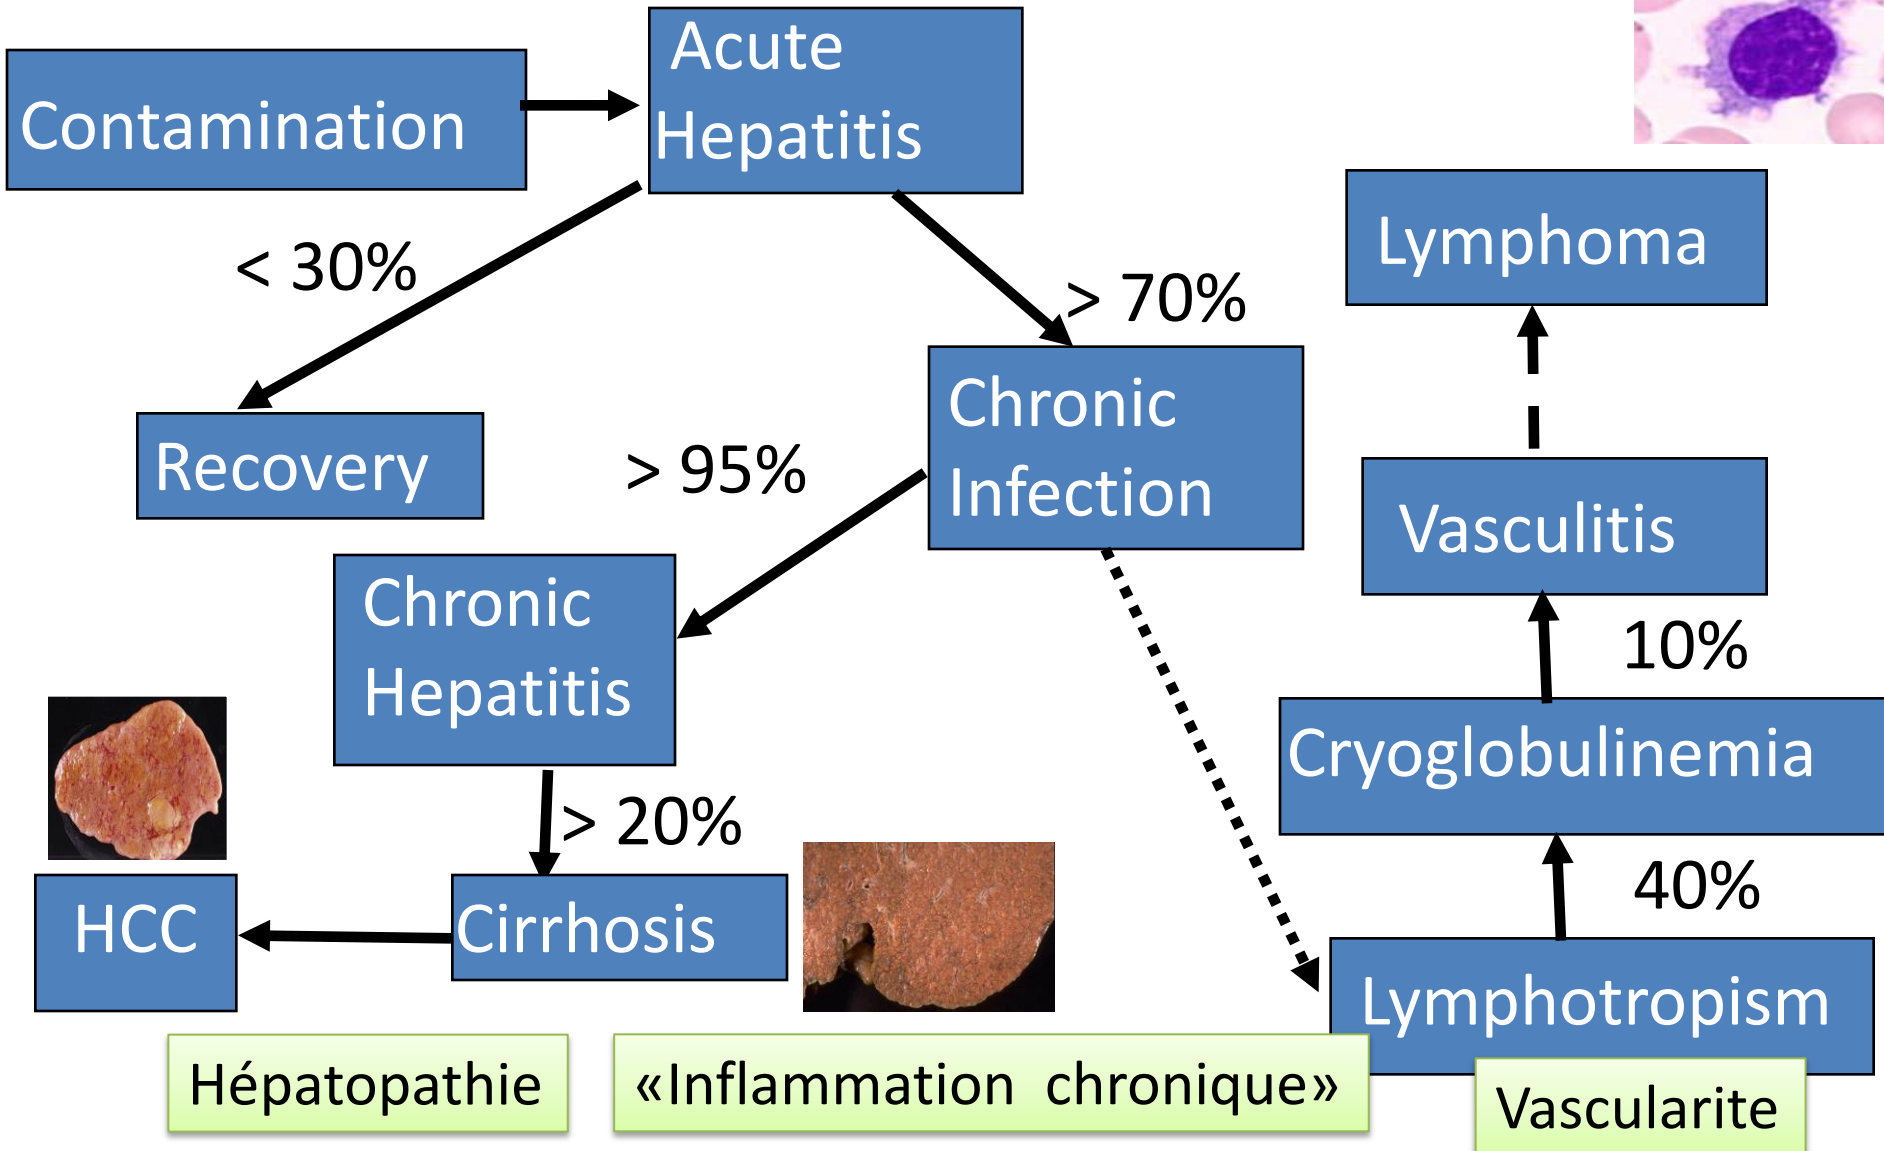 Acute
Hepatitis
Contamination
Lymphoma
< 30%
> 70%
Chronic
Infection
Recovery
> 95%
Vasculitis
Chronic
Hepatitis
10%
Cryoglobulinemia
> 20%
40%
HCC
Cirrhosis
Lymphotropism
Hépatopathie
«Inflammation chronique»
Vascularite